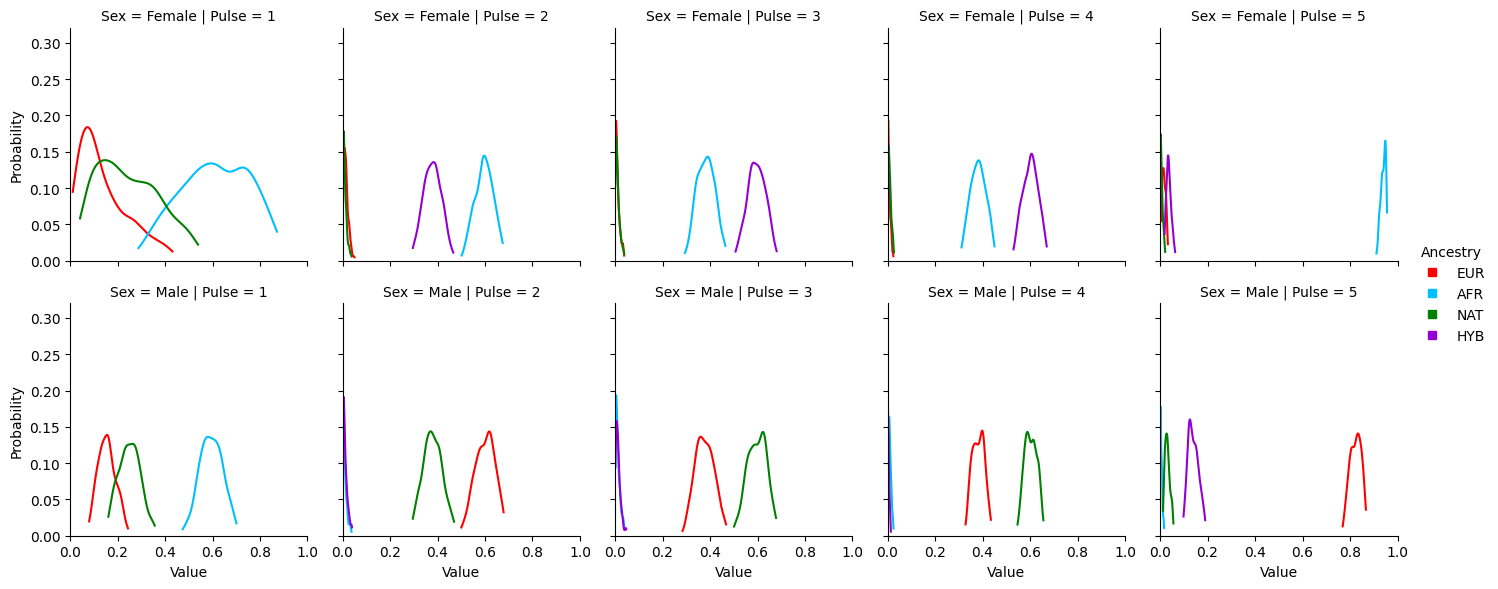 Sex = Female | Pulse = 1
Sex = Female | Pulse = 2
Sex = Female | Pulse = 3
Sex = Female | Pulse = 4
Sex = Female | Pulse = 5
0.30
0.25
0.20
0.15
0.10
0.05
0.00
Probability
Sex = Male | Pulse = 1
Sex = Male | Pulse = 2
Sex = Male | Pulse = 3
Sex = Male | Pulse = 4
Sex = Male | Pulse = 5
0.30
0.25
0.20
0.15
0.10
0.05
0.00
Probability
0.0 0.2 0.4 0.6 0.8 1.0
Value
0.0 0.2 0.4 0.6 0.8 1.0
Value
0.0 0.2 0.4 0.6 0.8 1.0
Value
0.0 0.2 0.4 0.6 0.8 1.0
Value
0.0 0.2 0.4 0.6 0.8 1.0
Value
Ancestry
EUR
AFR
NAT
HYB